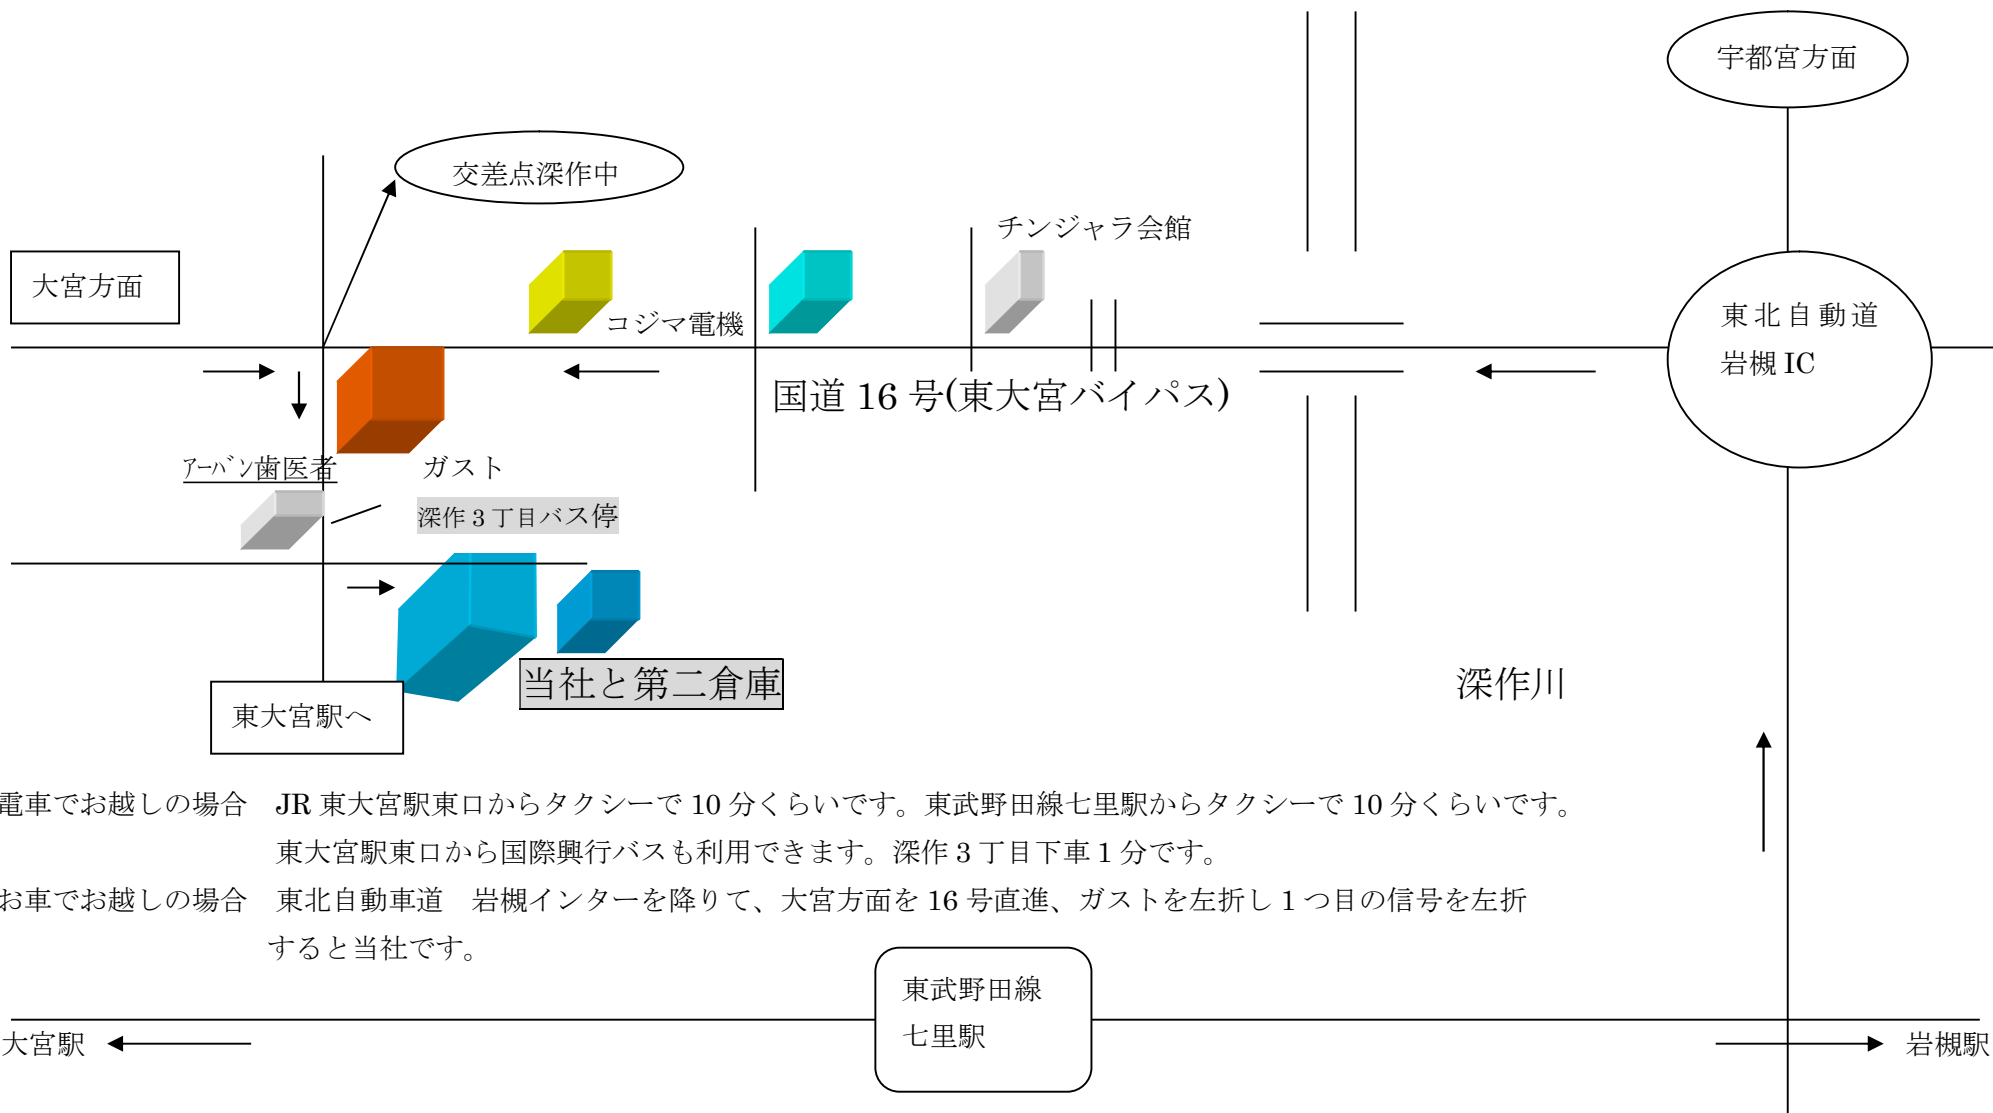 宇都宮方面
交差点深作中
チンジャラ会館
大宮方面
コジマ電機
東北自動道
岩槻 IC
国道 16 号(東大宮バイパス)
ｱｰﾊﾞﾝ歯医者
ガスト
深作 3 丁目バス停
当社と第二倉庫
深作川
東大宮駅へ
電車でお越しの場合　JR 東大宮駅東口からタクシーで 10 分くらいです。東武野田線七里駅からタクシーで 10 分くらいです。
東大宮駅東口から国際興行バスも利用できます。深作 3 丁目下車 1 分です。
お車でお越しの場合　東北自動車道　岩槻インターを降りて、大宮方面を 16 号直進、ガストを左折し 1 つ目の信号を左折
すると当社です。
東武野田線
七里駅
大宮駅
岩槻駅